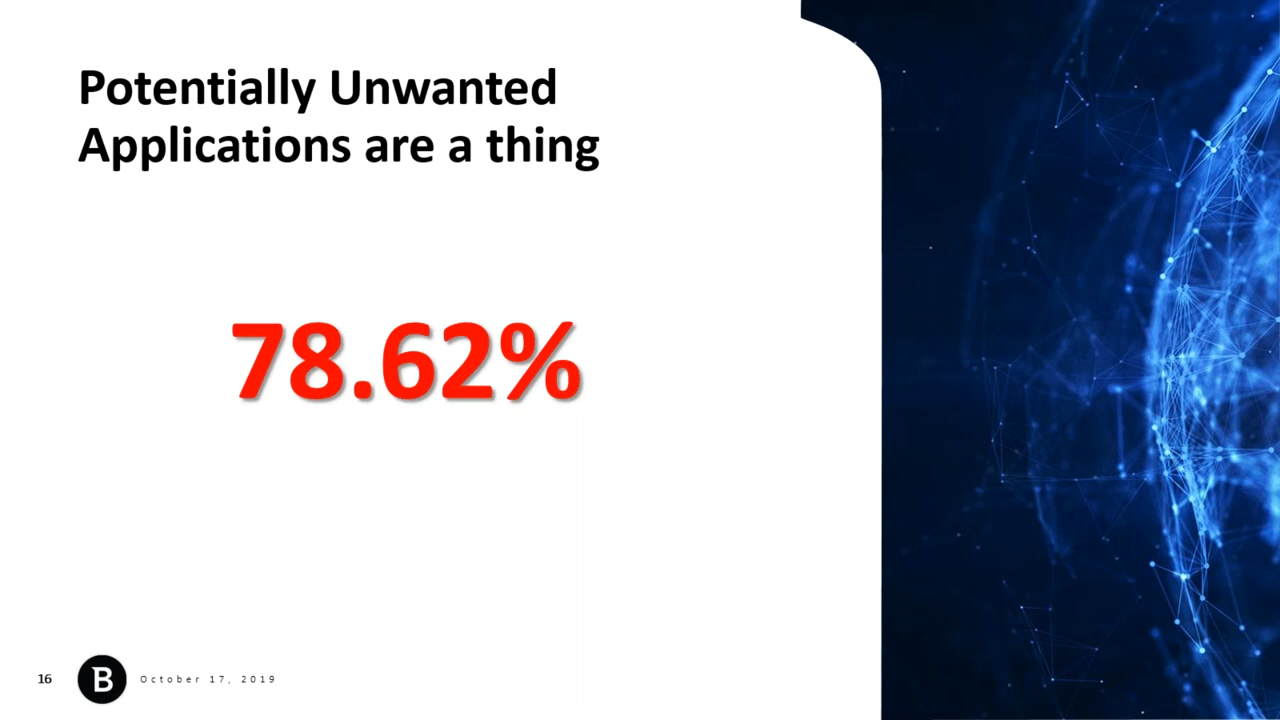 Potentially Unwanted
Applications are a thing
78.62%
16
B
October 17, 2019